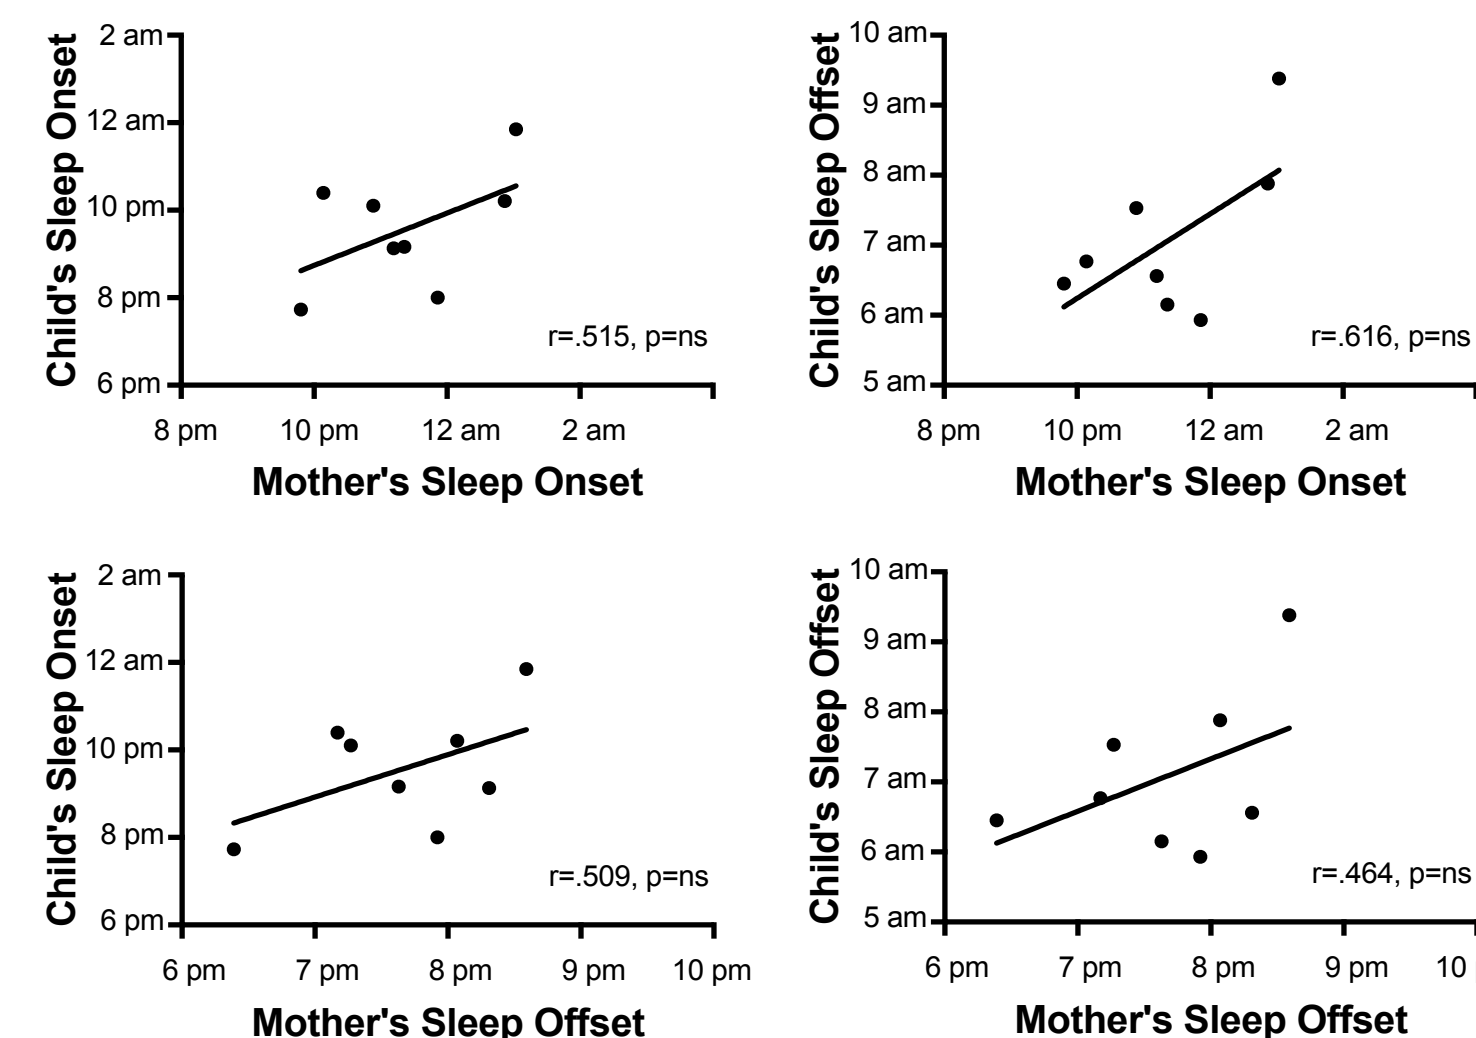 Child's Sleep Onset
2 am
12 am
10 pm
8 pm
6 pm
r=.515, p=ns
8 pm 10 pm 12 am 2 am
Mother's Sleep Onset
Child's Sleep Offset
10 am
9 am
8 am
7 am
6 am
5 am
r=.616, p=ns
8 pm 10 pm 12 am 2 am
Mother's Sleep Onset
Child's Sleep Onset
2 am
12 am
10 pm
8 pm
6 pm
r=.509, p=ns
6 pm 7 pm 8 pm 9 pm 10 pm
Mother's Sleep Offset
Child's Sleep Offset
10 am
9 am
8 am
7 am
6 am
5 am
r=.464, p=ns
6 pm 7 pm 8 pm 9 pm 10
Mother's Sleep Offset